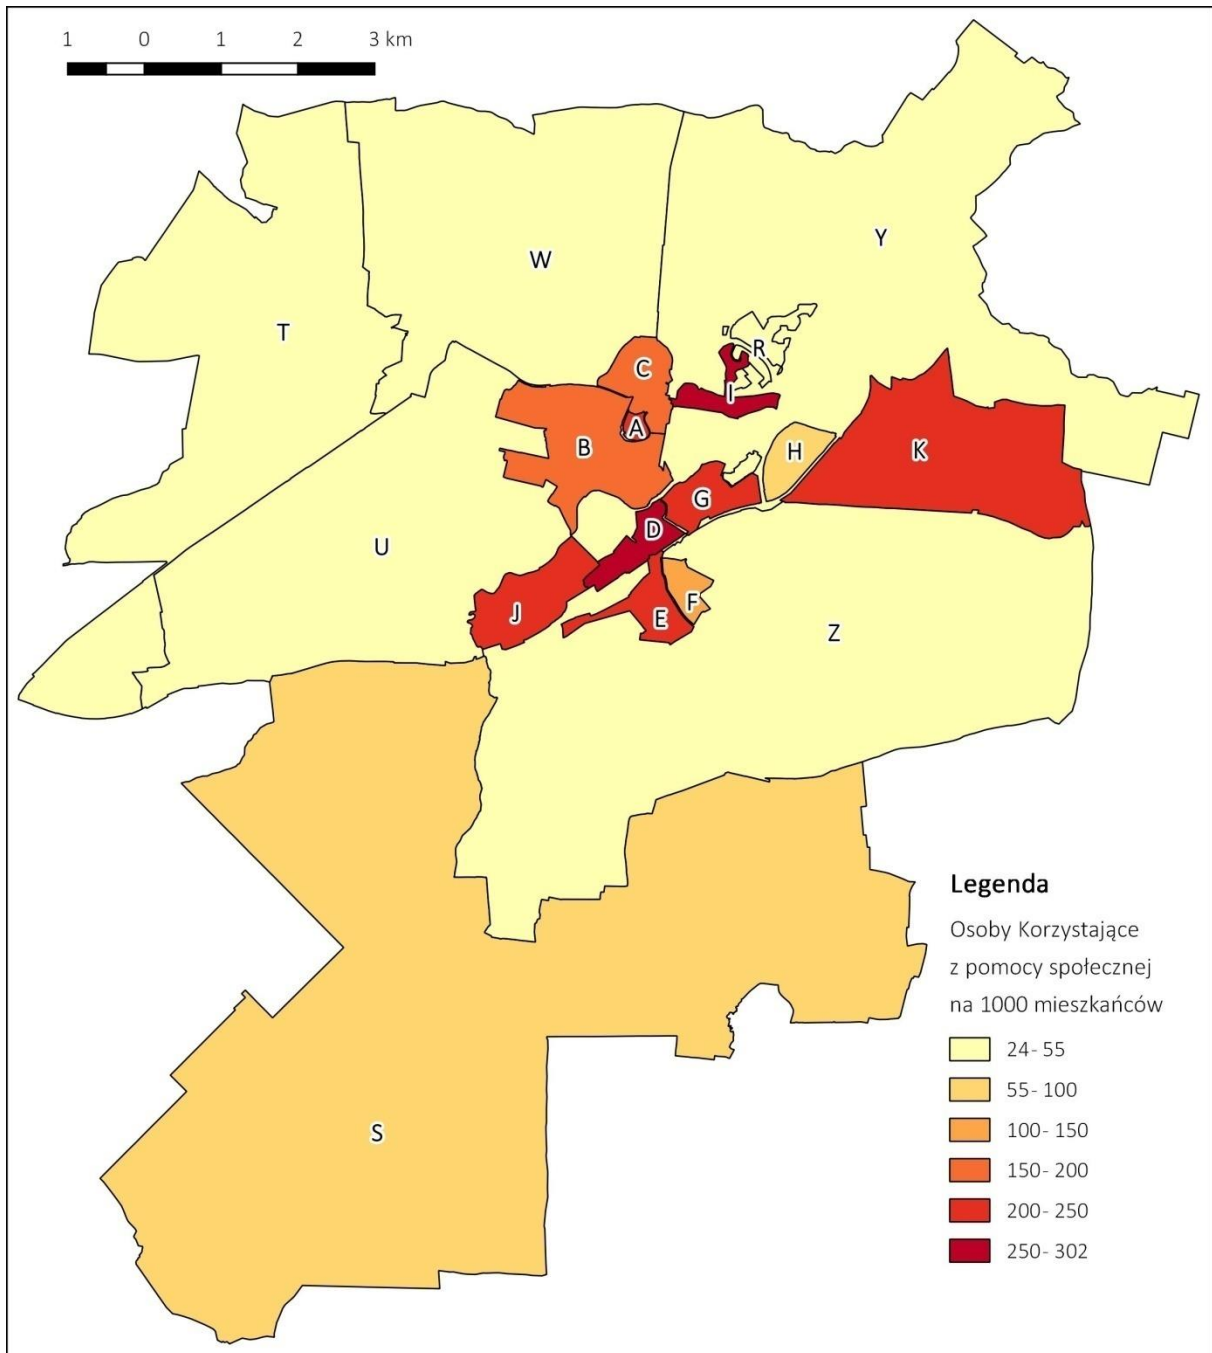 1 0 1 2 3 km
W
Y
T
R
C
I
A
B
H
K
G
D
U
J
E
F
Z
S
Legenda
Osoby Korzystające
z pomocy społecznej
na 1000 mieszkańców
24- 55
55- 100
100- 150
150- 200
200- 250
250- 302